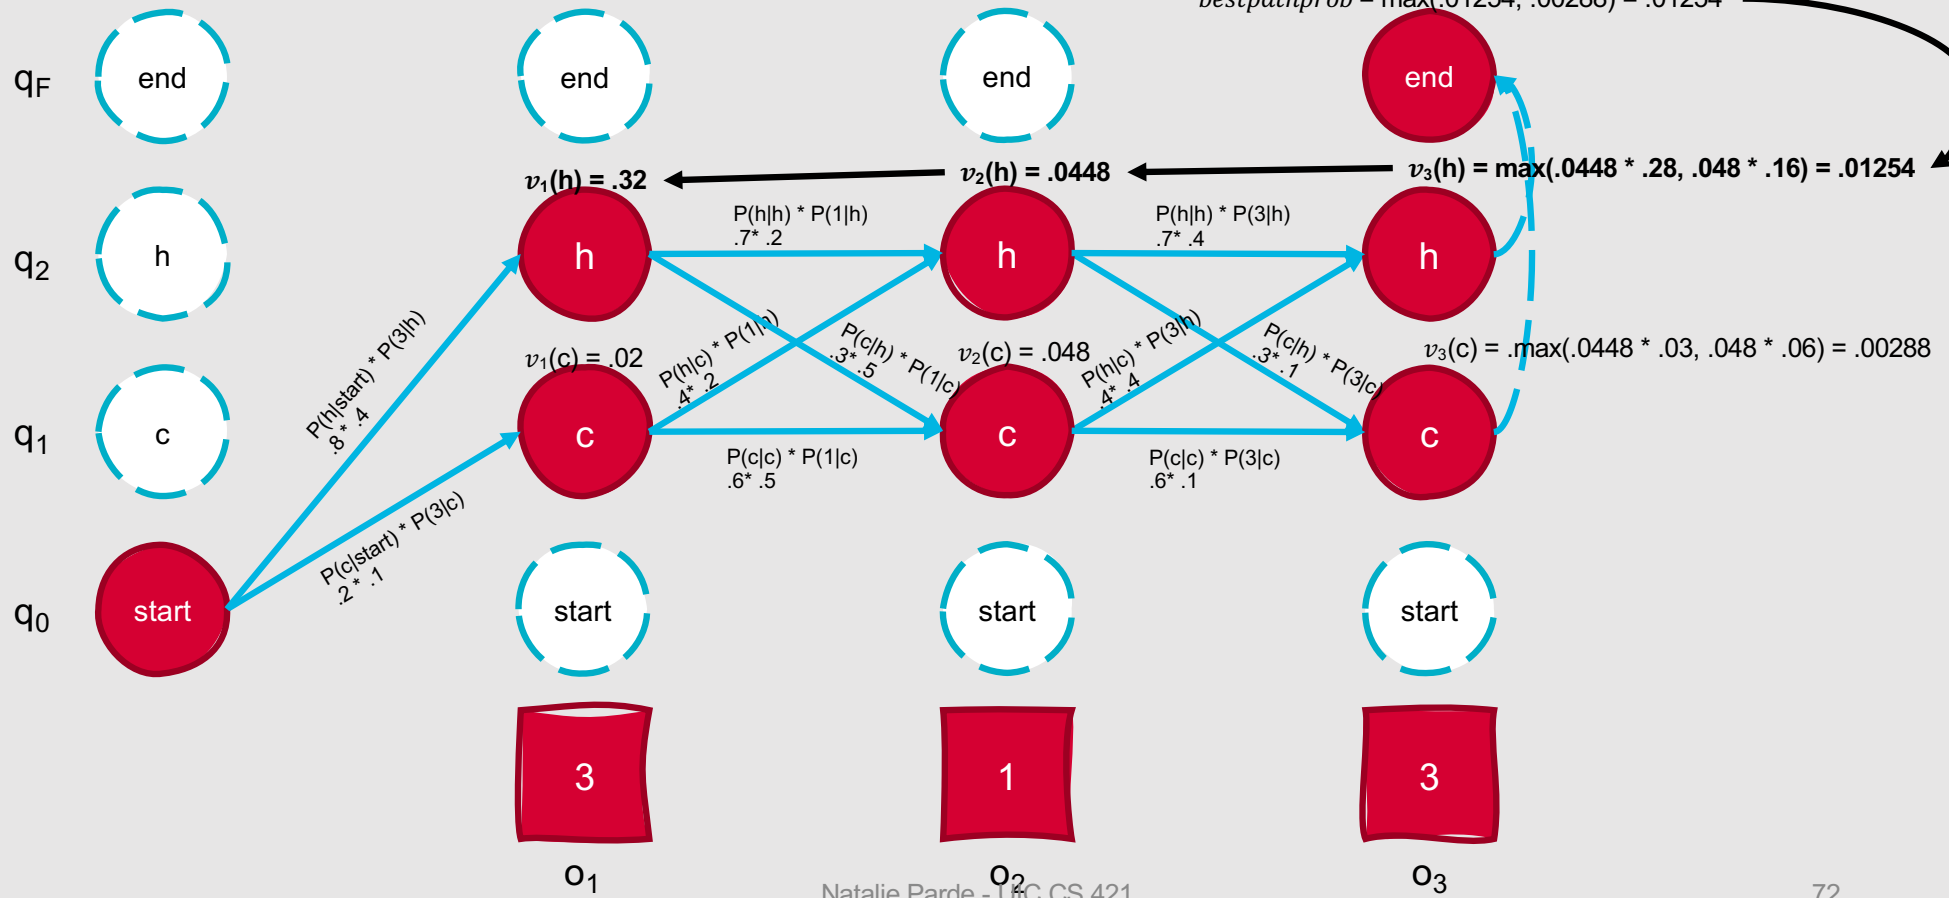 bestpathprob = max(.01254, .00288) = .01254
qF end end end end
v1(h) = .32 v2(h) = .0448 v3(h) = max(.0448 * .28, .048 * .16) = .01254
P(h|h) * P(1|h) P(h|h) * P(3|h)
.7* .2 .7* .4
q2 h h h h
P(h|start) * P(3|h)
.8 * .4
P(h|c) * P(1|h)
.4* .2
P(c|h) * P(1|c)
.3* .5
P(h|c) * P(3|h)
.4* .4
P(c|h) * P(3|c)
.3* .1
v1(c) = .02 v2(c) = .048 v3(c) = .max(.0448 * .03, .048 * .06) = .00288
q1 c c c c
P(c|c) * P(1|c) P(c|c) * P(3|c)
.6* .5 .6* .1
P(c|start) * P(3|c)
.2 * .1
q0 start start start start
3 1 3
o1 o2 o3
Natalie Parde - UIC CS 421 72